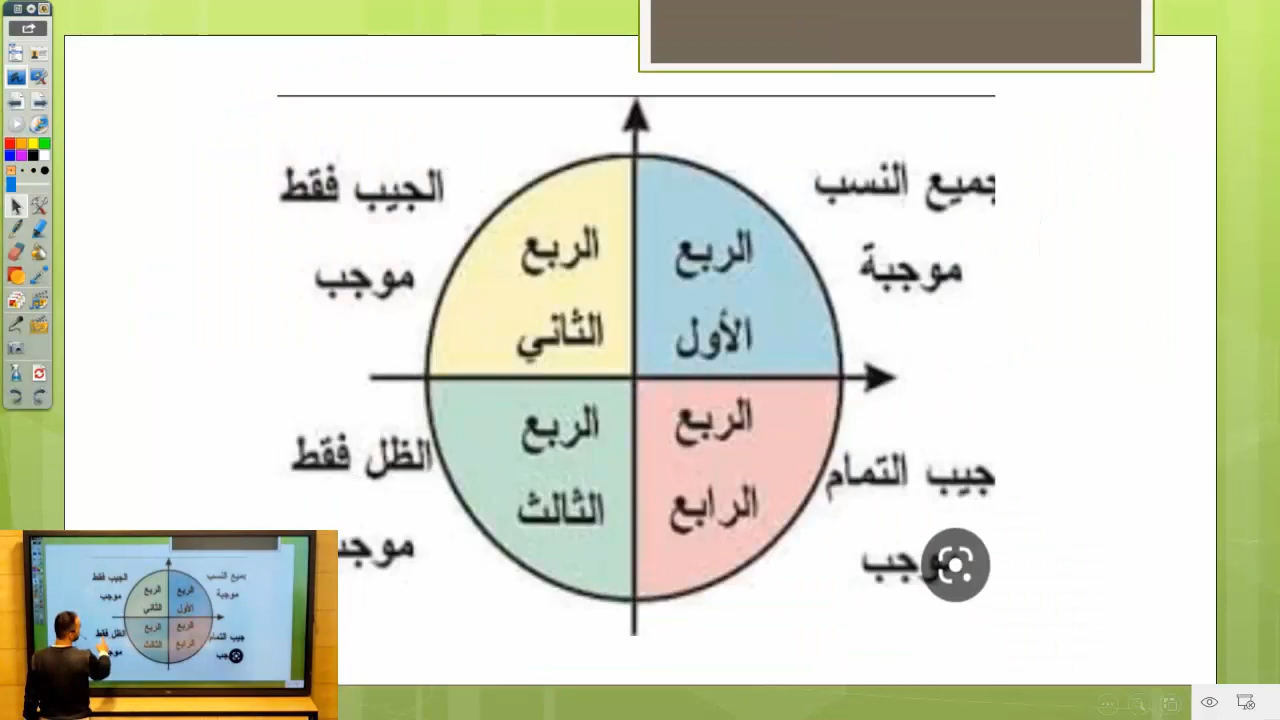 جميع النسب
موجبة
الجيب فقط
موجب
الربع
الأول
الربع
الثاني
الربع
الثالث
الربع
الرابع
الظل فقط
موجب
جيب التمام
موجب